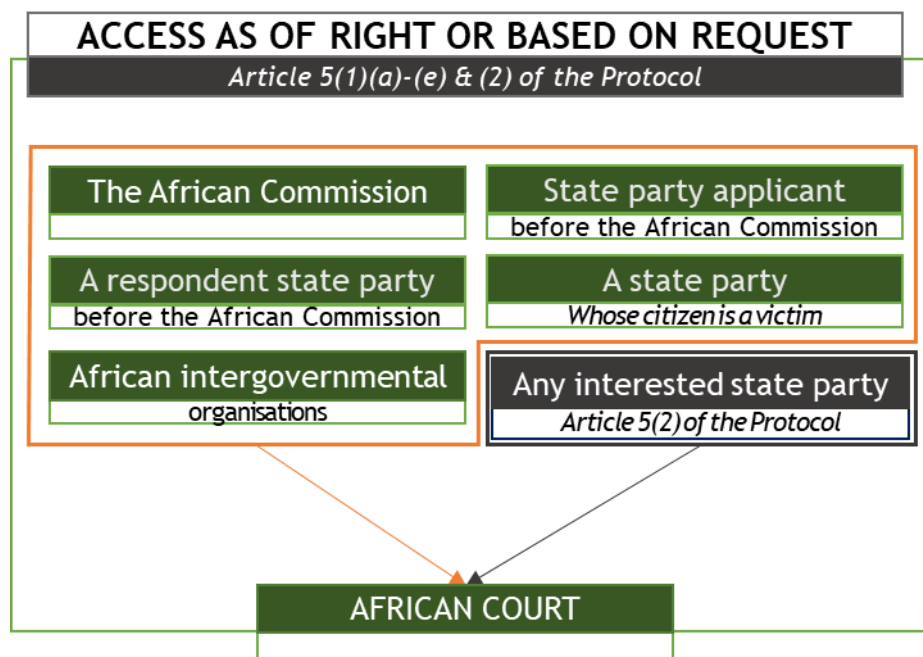 ACCESS AS OF RIGHT OR BASED ON REQUEST
Article 5(1)(a)-(e) & (2) of the Protocol
The African Commission
State party applicant
before the African Commission
A respondent state party
before the African Commission
A state party
Whose citizen is a victim
African intergovernmental
organisations
Any interested state party
Article 5(2) of the Protocol
AFRICAN COURT